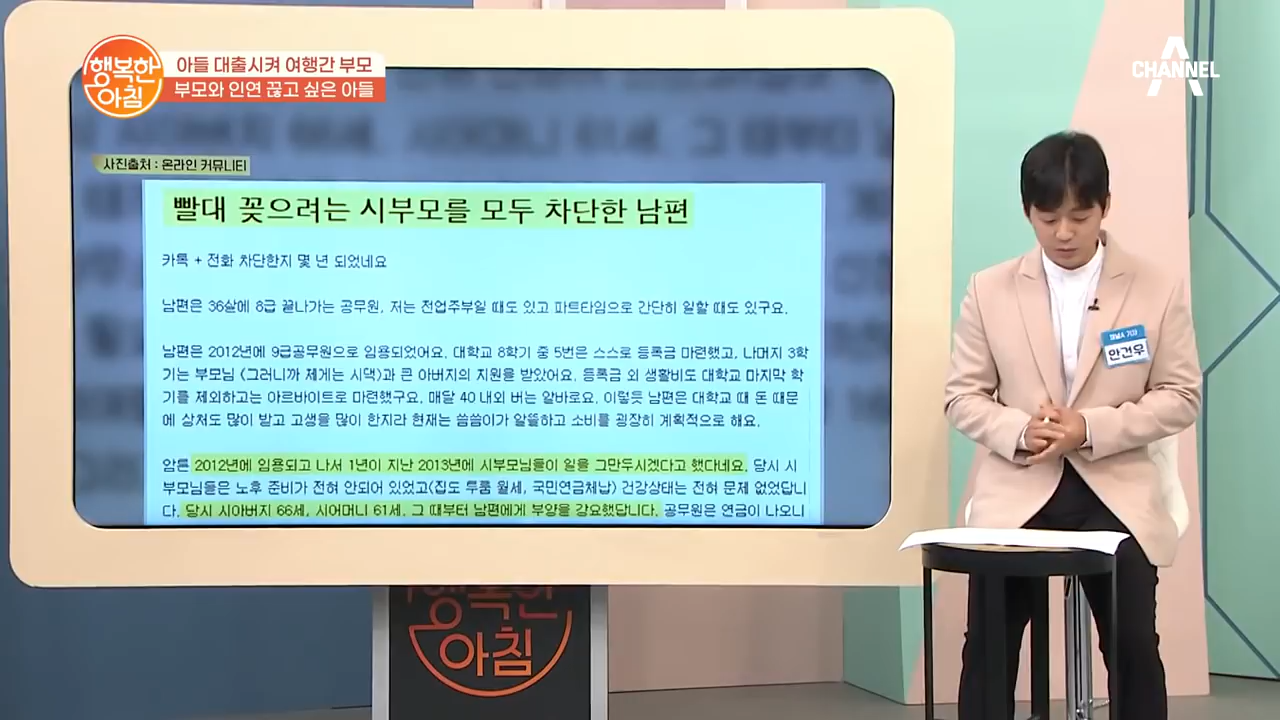 행복한
아침
아들 대출시켜 여행간 부모
부모와 인연 끊고 싶은 아들
CHANNEL A
사진출처 : 온라인 커뮤니티
빨대 꽂으려는 시부모를 모두 차단한 남편
카톡 + 전화 차단한지 몇 년 되었네요
남편은 36살에 8급 끝나가는 공무원, 저는 전업주부일 때도 있고 파트타임으로 간단히 일할 때도 있구요.
남편은 2012년에 9급공무원으로 임용되었어요. 대학교 8학기 중 5번은 스스로 등록금 마련했고, 나머지 3학
기는 부모님 <그러니까 제게는 시댁>과 큰 아버지의 지원을 받았어요. 등록금 외 생활비도 대학교 마지막 학
기를 제외하고는 아르바이트로 마련했구요. 매달 40 내외 버는 알바로요. 이렇듯 남편은 대학교 때 돈 때문
에 상처도 많이 받고 고생을 많이 한지라 현재는 씀씀이가 알뜰하고 소비를 굉장히 계획적으로 해요.
암튼 2012년에 임용되고 나서 1년이 지난 2013년에 시부모님들이 일을 그만두시겠다고 했다네요. 당시 시
부모님들은 노후 준비가 전혀 안되어 있었고(집도 투룸 월세, 국민연금체납) 건강상태는 전혀 문제 없었답니
다. 당시 시아버지 66세, 시어머니 61세. 그 때부터 남편에게 부양을 강요했답니다. 공무원은 연금이 나오니
채널A 기자
안건우
행복한
아침